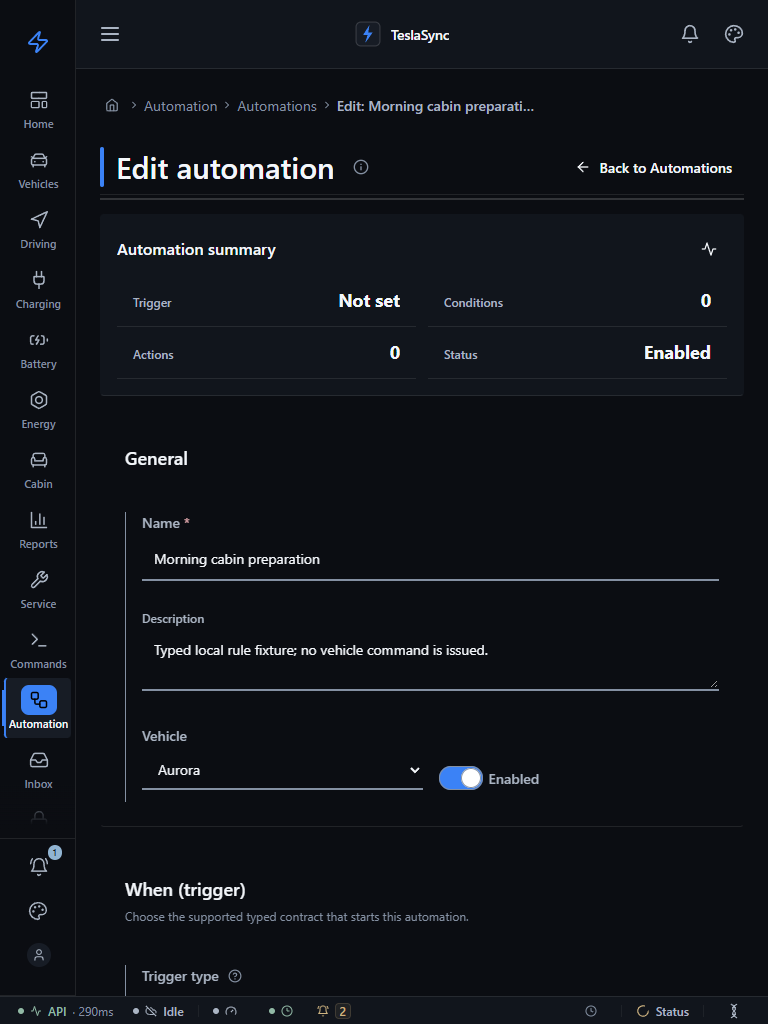 TeslaSync
Home
Vehicles
Driving
Charging
Battery
Energy
Cabin
Reports
Service
Commands
Automation
Inbox
1
Automation
Automations
Edit: Morning cabin preparati...
Edit automation
Back to Automations
Automation summary
Trigger Not set
Conditions 0
Actions 0
Status Enabled
General
Name *
Morning cabin preparation
Description
Typed local rule fixture; no vehicle command is issued.
Vehicle
Aurora
Enabled
When (trigger)
Choose the supported typed contract that starts this automation.
Trigger type
API · 290ms
Idle
2
Status